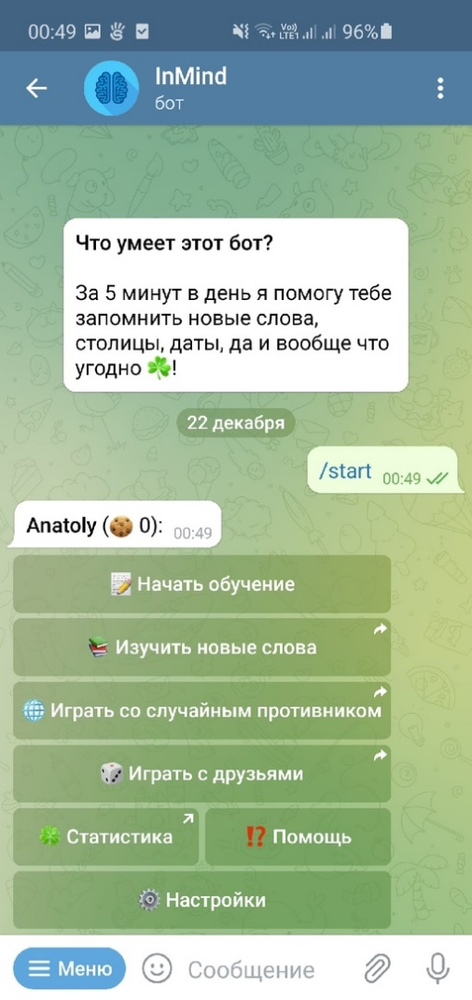 00:49 96%
InMind
бот
Что умеет этот бот?
За 5 минут в день я помогу тебе
запомнить новые слова,
столицы, даты, да и вообще что
угодно 🍀!
22 декабря
/start 00:49
Anatoly (🍪 0): 00:49
📝 Начать обучение
📚 Изучить новые слова
🌐 Играть со случайным противником
🎲 Играть с друзьями
🍀 Статистика ⁉️ Помощь
⚙️ Настройки
Меню Сообщение